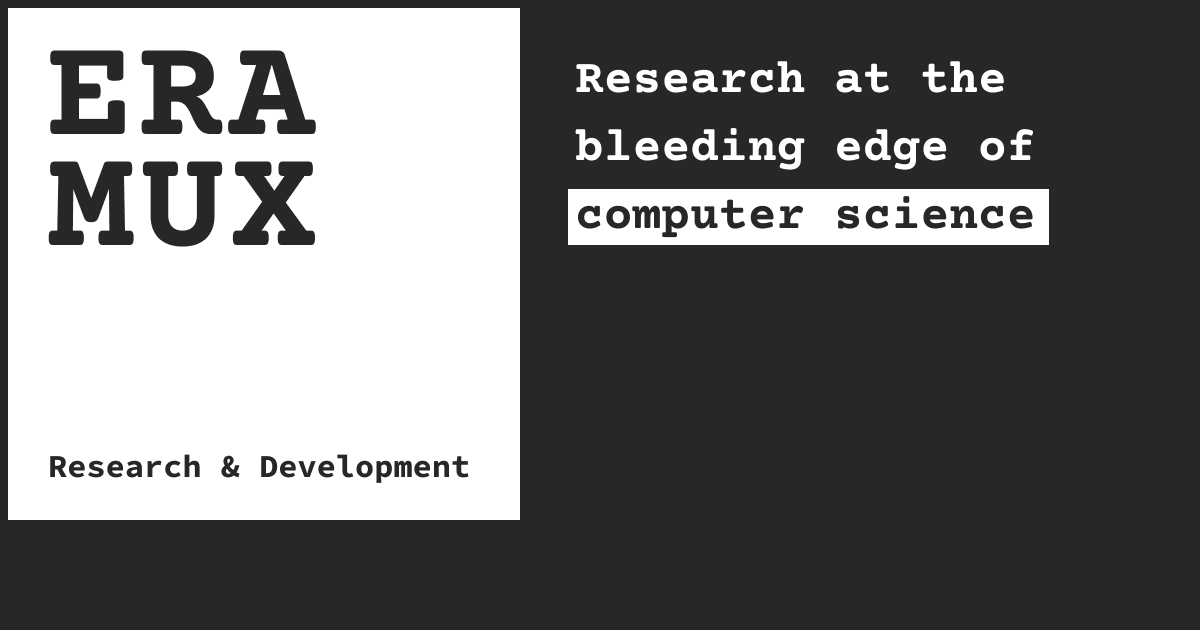 ERA
MUX
Research & Development
Research at the
bleeding edge of
computer science